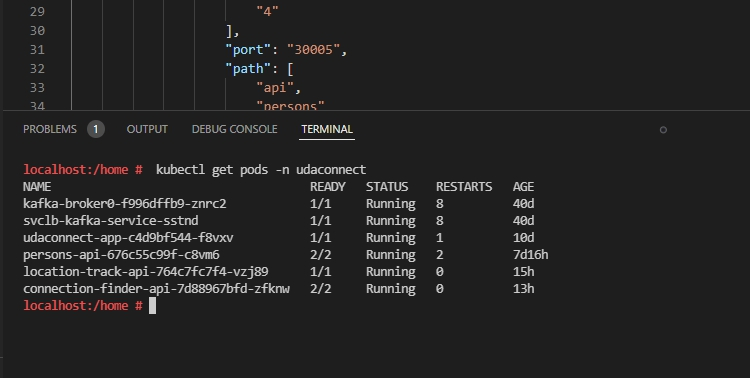 29 "4"
30 ],
31 "port": "30005",
32 "path": [
33 "api",
34 "persons"
PROBLEMS 1 OUTPUT DEBUG CONSOLE TERMINAL
localhost:/home # kubectl get pods -n udaconnect
NAME READY STATUS RESTARTS AGE
kafka-broker0-f996dffb9-znrc2 1/1 Running 8 40d
svclb-kafka-service-sstnd 1/1 Running 8 40d
udaconnect-app-c4d9bf544-f8vxv 1/1 Running 1 10d
persons-api-676c55c99f-c8vm6 2/2 Running 2 7d16h
location-track-api-764c7fc7f4-vzj89 1/1 Running 0 15h
connection-finder-api-7d88967bfd-zfknw 2/2 Running 0 13h
localhost:/home #